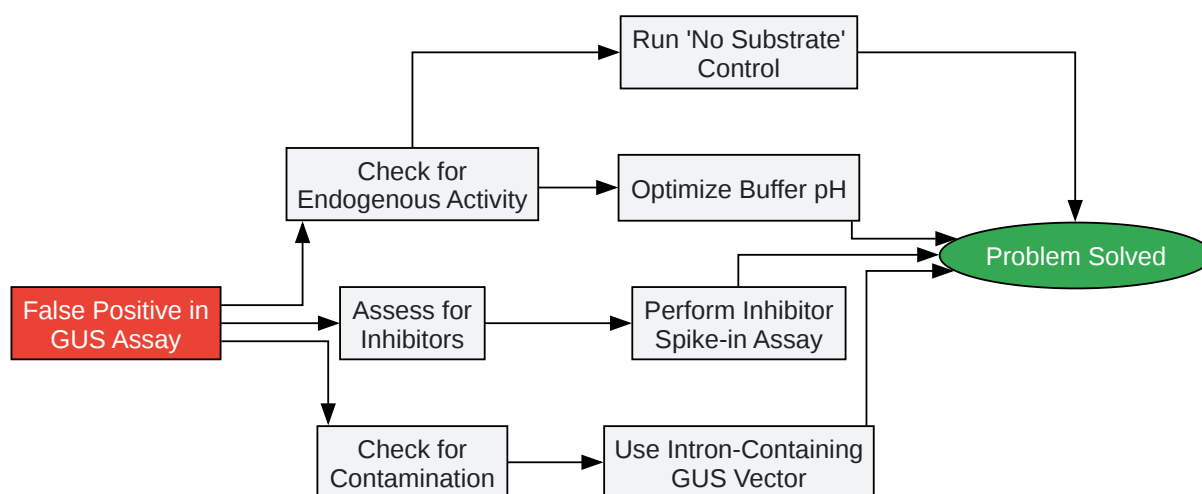 Run 'No Substrate'
Control
Check for
Endogenous Activity
Optimize Buffer pH
Problem Solved
False Positive in
GUS Assay
Assess for
Inhibitors
Perform Inhibitor
Spike-in Assay
Check for
Contamination
Use Intron-Containing
GUS Vector